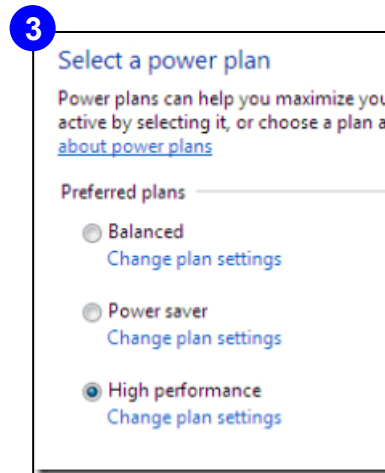 3
Select a power plan
Power plans can help you maximize you
active by selecting it, or choose a plan a
about power plans
Preferred plans
Balanced
Change plan settings
Power saver
Change plan settings
High performance
Change plan settings